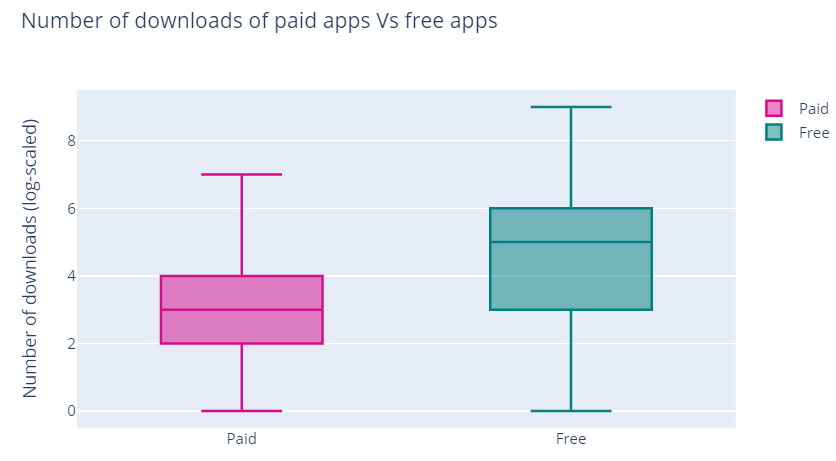 Number of downloads of paid apps Vs free apps
Number of downloads (log-scaled)
8
6
4
2
0
Paid
Free
Paid
Free